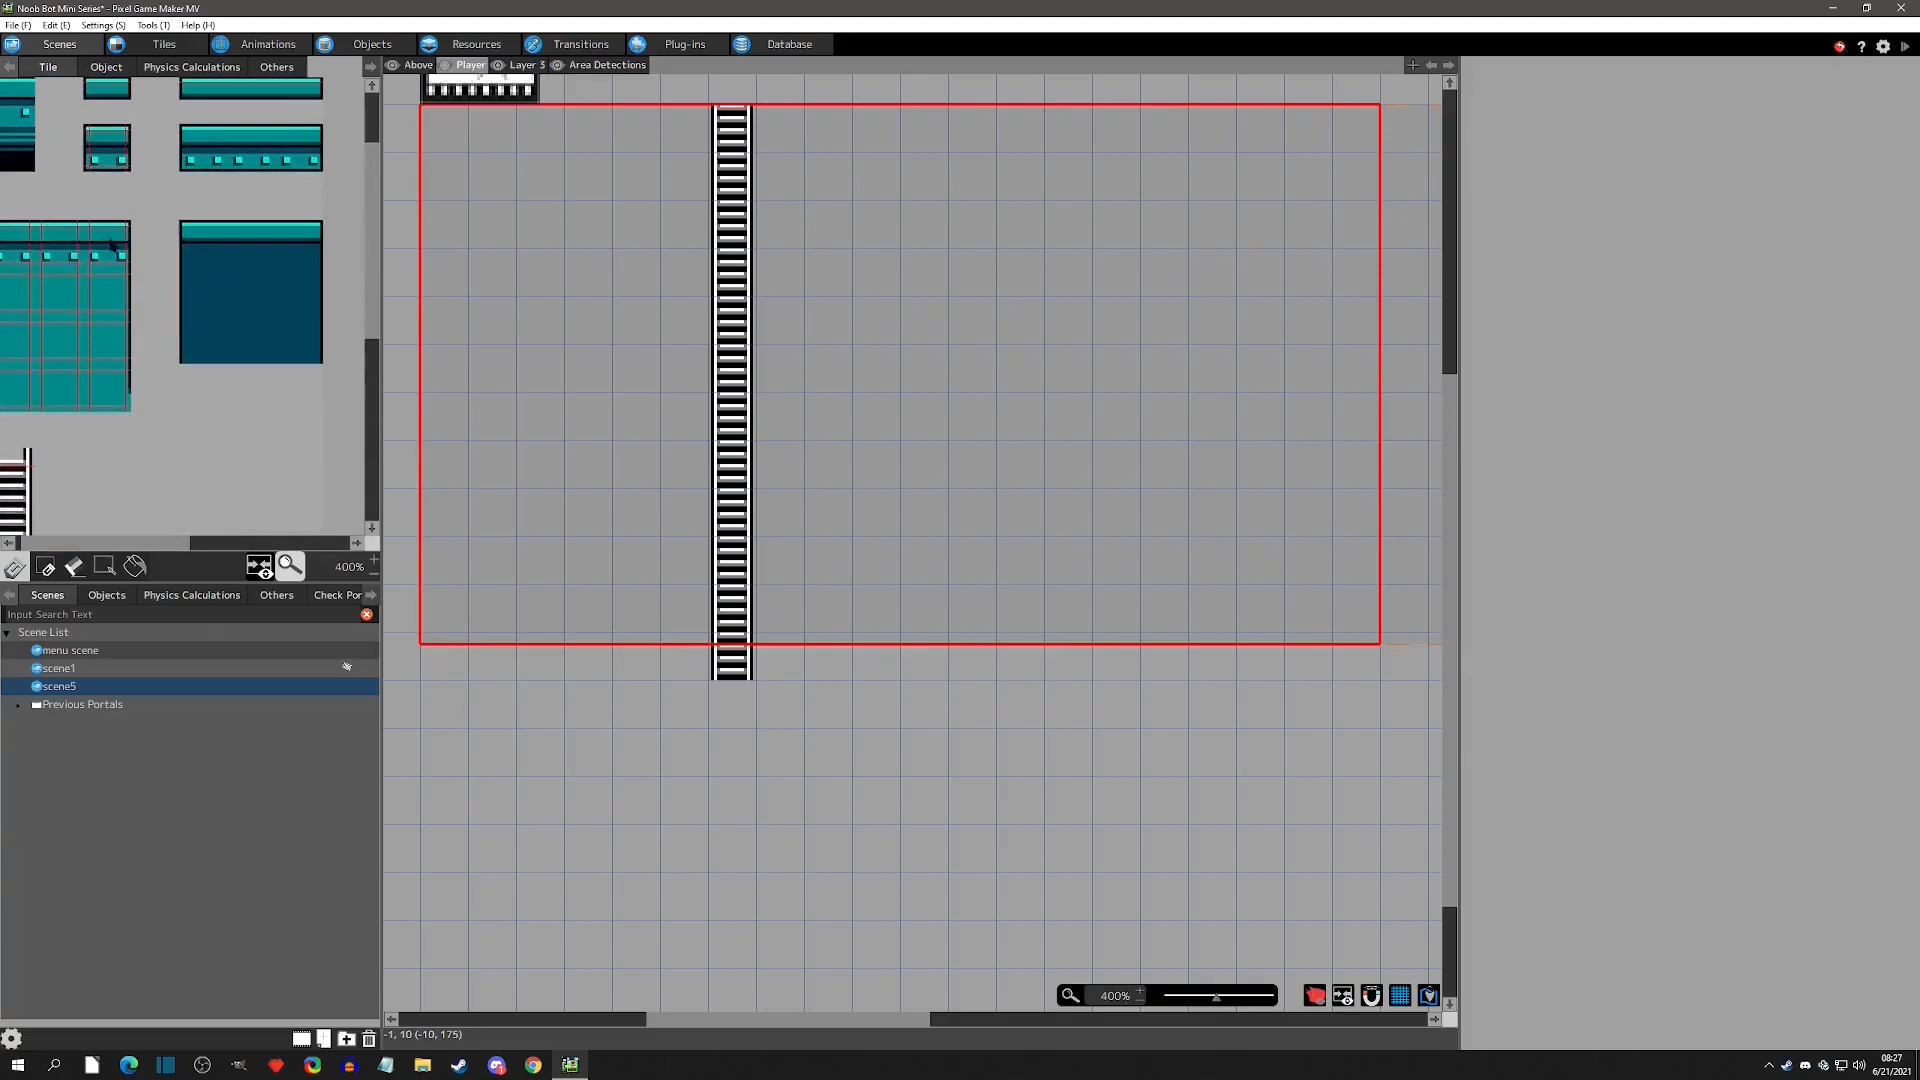 Noob Bot Mini Series* - Pixel Game Maker MV
File (F) Edit (E) Settings (S) Tools (T) Help (H)
Scenes Tiles Animations Objects Resources Transitions Plug-ins Database
Tile Object Physics Calculations Others
Above Player Layer 3 Area Detections
400%
Scenes Objects Physics Calculations Others Check Por
Input Search Text
Scene List
menu scene
scene1
scene5
Previous Portals
400%
-1, 10 (-10, 175)
08:27
6/21/2021